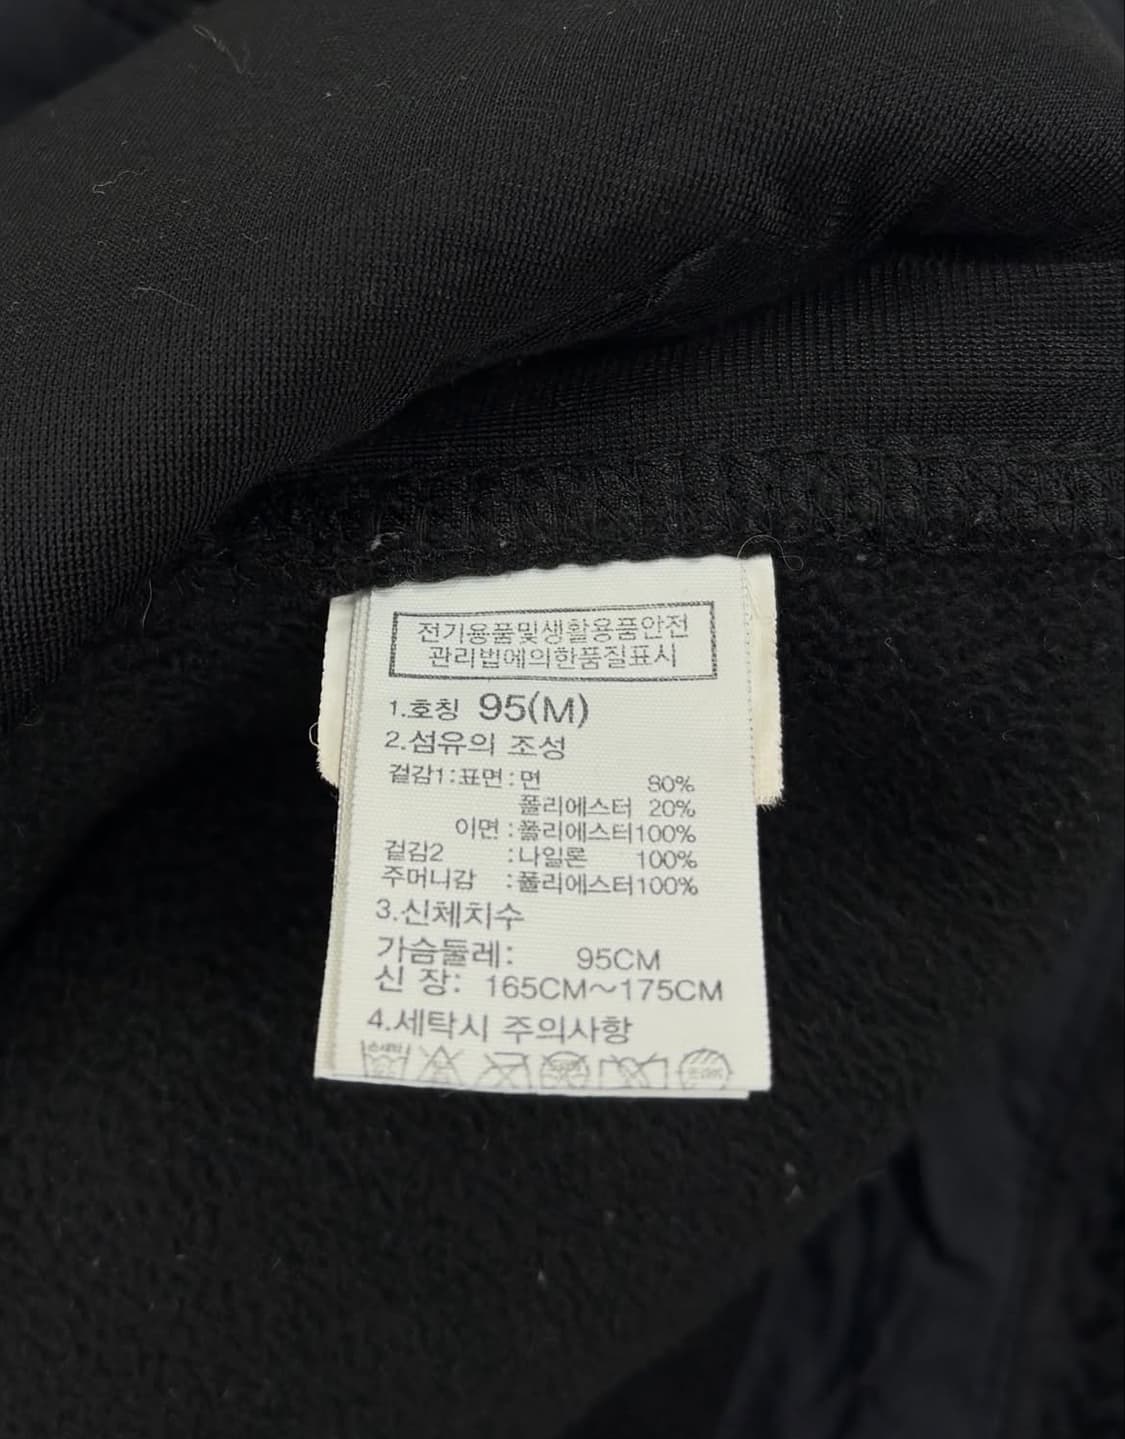 전기용품및생활용품안전
관리법에의한품질표시
1.호칭 95(M)
2.섬유의 조성
겉감1:표면:면 80%
폴리에스터 20%
이면:폴리에스터100%
겉감2 :나일론 100%
주머니감 :폴리에스터100%
3.신체치수
가슴둘레: 95CM
신 장: 165CM~175CM
4.세탁시 주의사항
손세탁